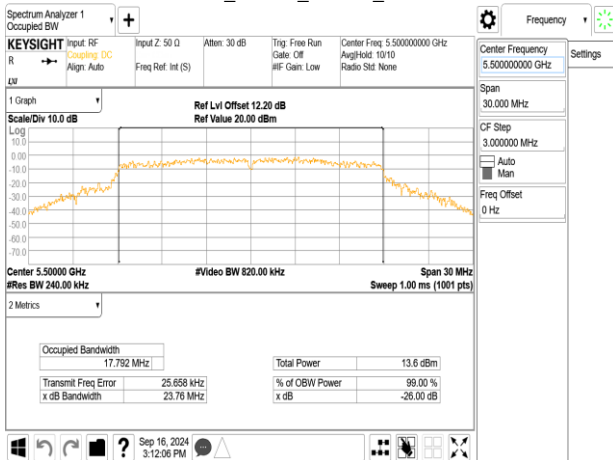 Spectrum Analyzer 1
Occupied BW
Frequency
KEYSIGHT
R
Input: RF
Coupling: DC
Align: Auto
Input Z: 50 Ω
Freq Ref: Int (S)
Atten: 30 dB
Trig: Free Run
Gate: Off
#IF Gain: Low
Center Freq: 5.500000000 GHz
Avg|Hold: 10/10
Radio Std: None
Center Frequency
5.500000000 GHz
Settings
Span
30.000 MHz
CF Step
3.000000 MHz
Auto
Man
Freq Offset
0 Hz
1 Graph
Scale/Div 10.0 dB
Ref Lvl Offset 12.20 dB
Ref Value 20.00 dBm
Log
10.0
0.00
-10.0
-20.0
-30.0
-40.0
-50.0
-60.0
-70.0
Center 5.50000 GHz
#Video BW 820.00 kHz
Span 30 MHz
#Res BW 240.00 kHz
Sweep 1.00 ms (1001 pts)
2 Metrics
Occupied Bandwidth
17.792 MHz
Total Power 13.6 dBm
Transmit Freq Error 25.658 kHz
% of OBW Power 99.00 %
x dB Bandwidth 23.76 MHz
x dB -26.00 dB
?
Sep 16, 2024
3:12:06 PM